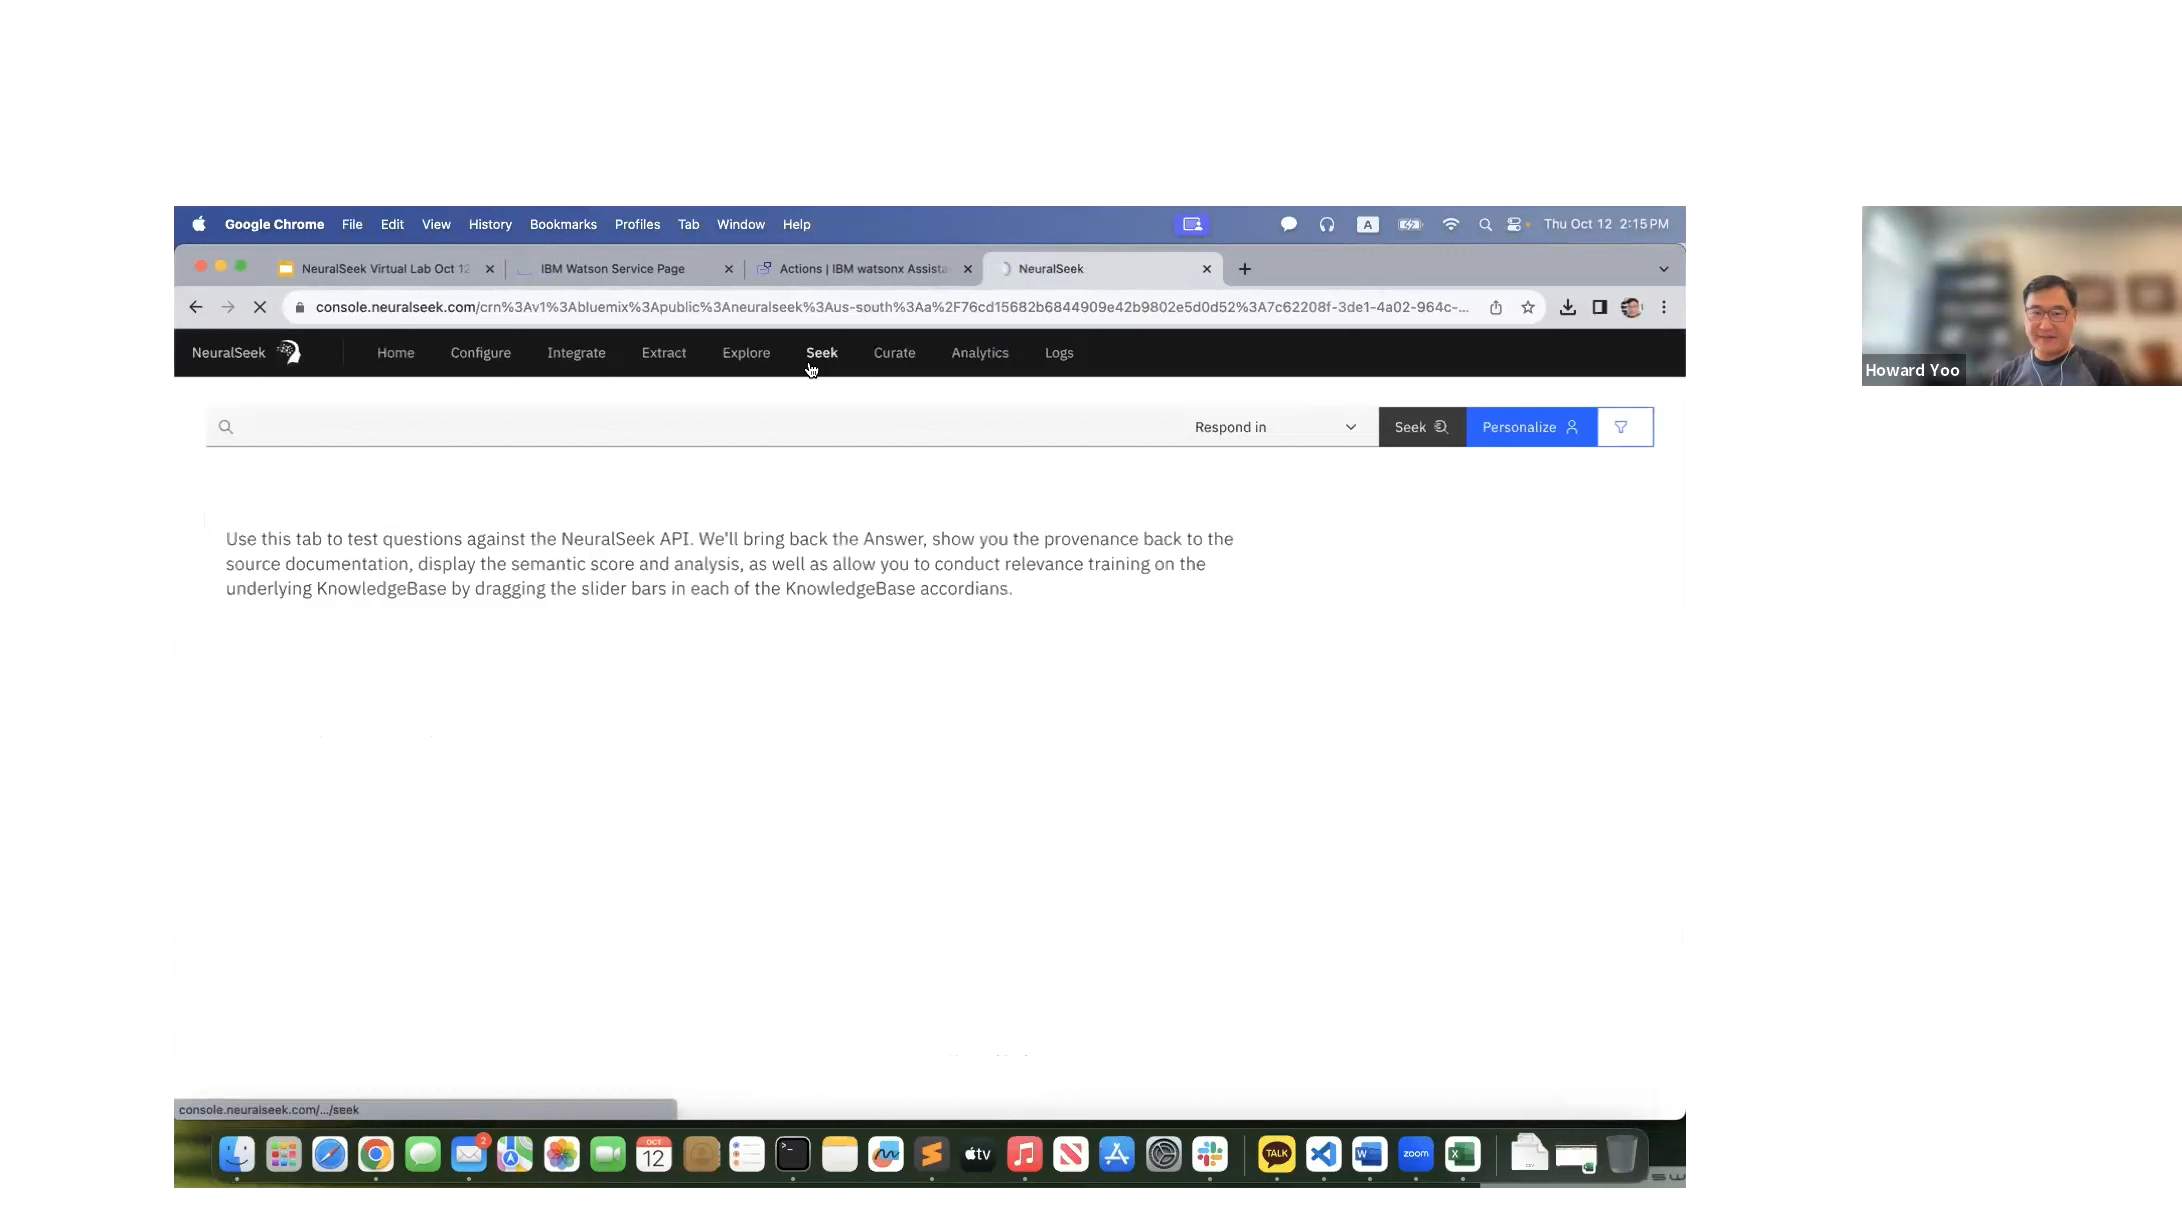 Google Chrome File Edit View History Bookmarks Profiles Tab Window Help A Thu Oct 12 2:15 PM
NeuralSeek Virtual Lab Oct 12 IBM Watson Service Page Actions | IBM watsonx Assista NeuralSeek
console.neuralseek.com/crn%3Av1%3Abluemix%3Apublic%3Aneuralseek%3Aus-south%3Aa%2F76cd15682b6844909e42b9802e5d0d52%3A7c62208f-3de1-4a02-964c-...
NeuralSeek Home Configure Integrate Extract Explore Seek Curate Analytics Logs
Howard Yoo
Respond in Seek Personalize
Use this tab to test questions against the NeuralSeek API. We'll bring back the Answer, show you the provenance back to the
source documentation, display the semantic score and analysis, as well as allow you to conduct relevance training on the
underlying KnowledgeBase by dragging the slider bars in each of the KnowledgeBase accordians.
console.neuralseek.com/.../seek
2 OCT 12 tv TALK W zoom X